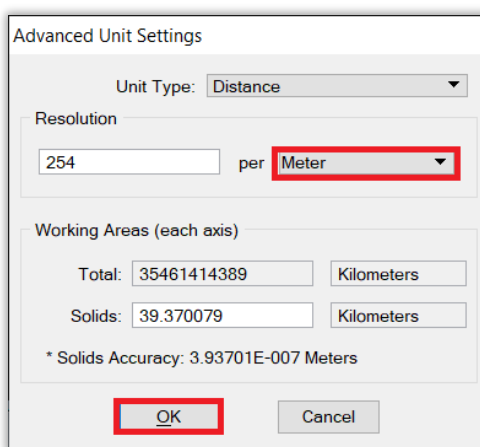 Advanced Unit Settings
Unit Type: Distance
Resolution
254 per Meter
Working Areas (each axis)
Total: 35461414389 Kilometers
Solids: 39.370079 Kilometers
* Solids Accuracy: 3.93701E-007 Meters
OK Cancel